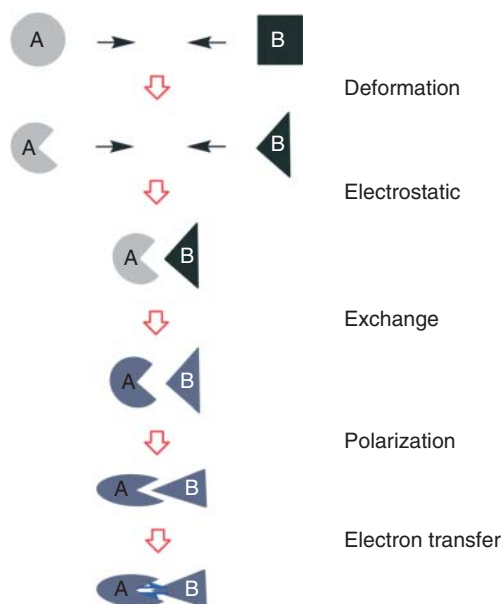 A B
Deformation
A B
Electrostatic
A B
Exchange
A B
Polarization
A B
Electron transfer
A B